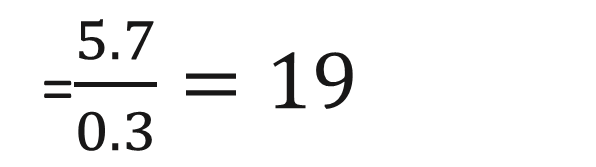 = 5.7 / 0.3 = 19